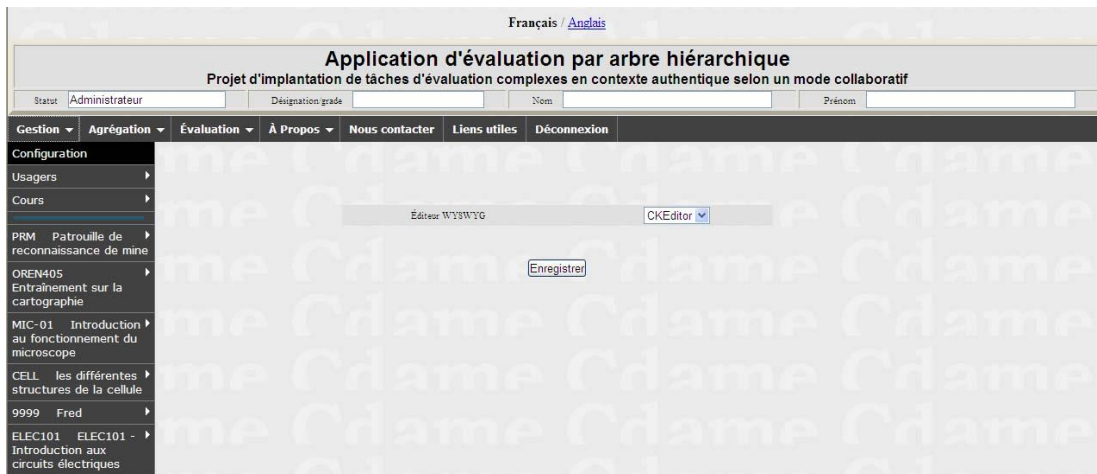 Français / Anglais
Application d'évaluation par arbre hiérarchique
Projet d'implantation de tâches d'évaluation complexes en contexte authentique selon un mode collaboratif
Statut Administrateur Désignation/grade Nom Prénom
Gestion Agrégation Évaluation À Propos Nous contacter Liens utiles Déconnexion
Configuration
Usagers
Cours
Éditeur WYSWYG CKEditor
Enregistrer
PRM Patrouille de
reconnaissance de mine
OREN405
Entraînement sur la
cartographie
MIC-01 Introduction
au fonctionnement du
microscope
CELL les différentes
structures de la cellule
9999 Fred
ELEC101 ELEC101 -
Introduction aux
circuits électriques
Cdame Cdame Cdame